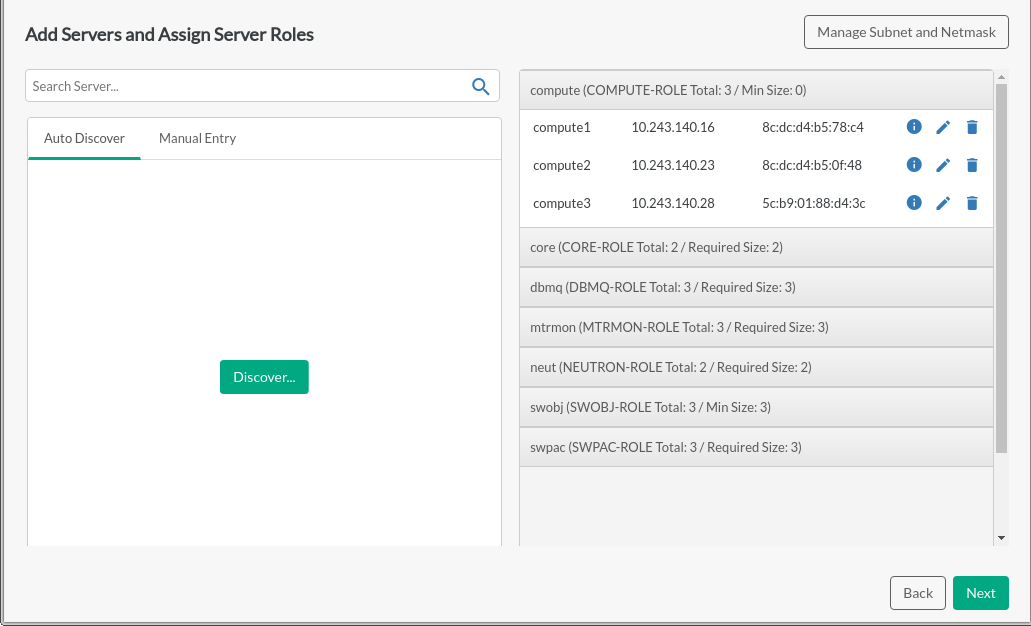 Add Servers and Assign Server Roles
Manage Subnet and Netmask
Search Server...
Auto Discover Manual Entry
Discover...
compute (COMPUTE-ROLE Total: 3 / Min Size: 0)
compute1 10.243.140.16 8c:dc:d4:b5:78:c4
compute2 10.243.140.23 8c:dc:d4:b5:0f:48
compute3 10.243.140.28 5c:b9:01:88:d4:3c
core (CORE-ROLE Total: 2 / Required Size: 2)
dbmq (DBMQ-ROLE Total: 3 / Required Size: 3)
mtrmon (MTRMON-ROLE Total: 3 / Required Size: 3)
neut (NEUTRON-ROLE Total: 2 / Required Size: 2)
swobj (SWOBJ-ROLE Total: 3 / Min Size: 3)
swpac (SWPAC-ROLE Total: 3 / Required Size: 3)
Back Next